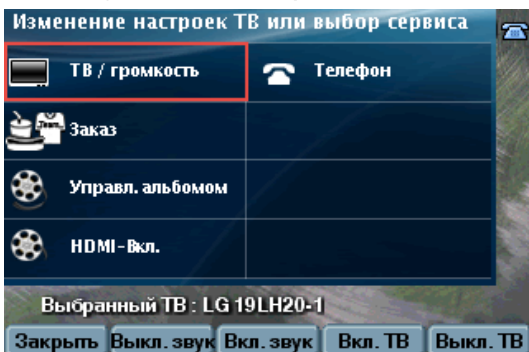 Изменение настроек ТВ или выбор сервиса
ТВ / громкость
Телефон
Заказ
Управл. альбомом
HDMI-Вкл.
Выбранный ТВ : LG 19LH20-1
Закрыть Выкл. звук Вкл. звук Вкл. ТВ Выкл. ТВ